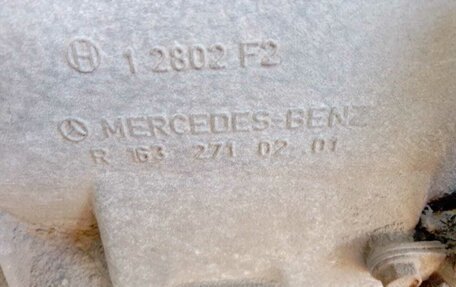 H 1 2802 F2
MERCEDES-BENZ
R 163 271 02 01